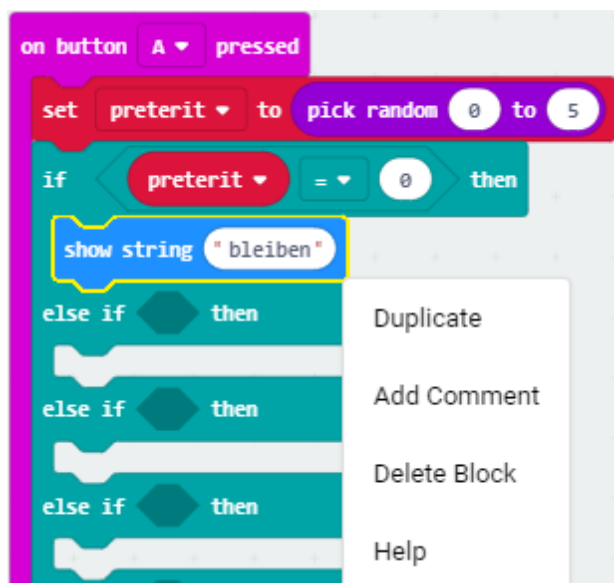 on button A pressed
set preterit to pick random 0 to 5
if preterit = 0 then
show string "bleiben"
else if then
else if then
else if then
Duplicate
Add Comment
Delete Block
Help